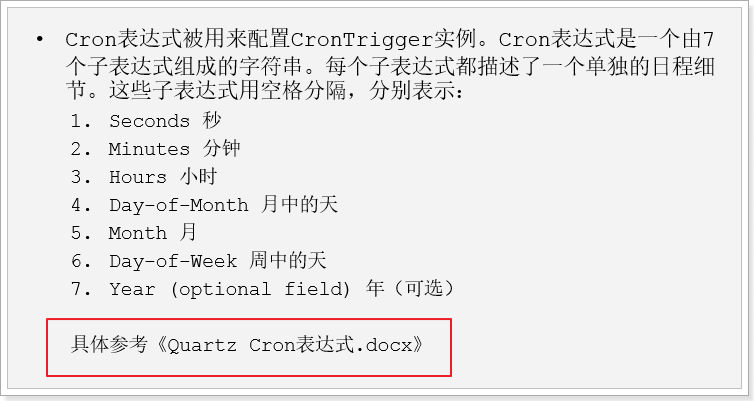 • Cron表达式被用来配置CronTrigger实例。Cron表达式是一个由7
个子表达式组成的字符串。每个子表达式都描述了一个单独的日程细
节。这些子表达式用空格分隔，分别表示：
1. Seconds 秒
2. Minutes 分钟
3. Hours 小时
4. Day-of-Month 月中的天
5. Month 月
6. Day-of-Week 周中的天
7. Year (optional field) 年（可选）
具体参考《Quartz Cron表达式.docx》